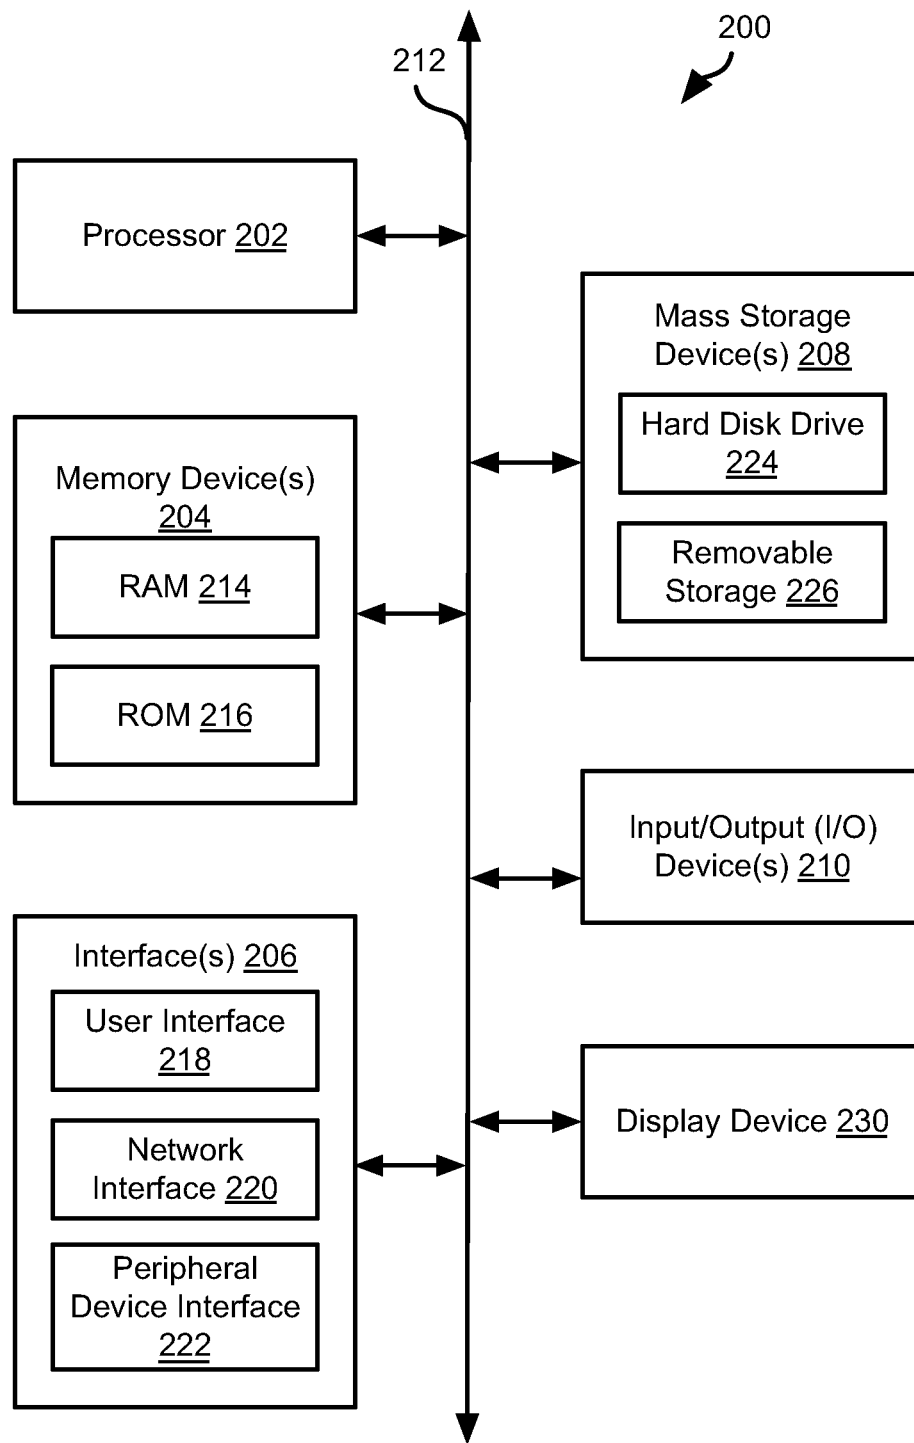 200
212
Processor 202
Mass Storage
Device(s) 208
Hard Disk Drive
224
Removable
Storage 226
Memory Device(s)
204
RAM 214
ROM 216
Input/Output (I/O)
Device(s) 210
Interface(s) 206
User Interface
218
Network
Interface 220
Peripheral
Device Interface
222
Display Device 230